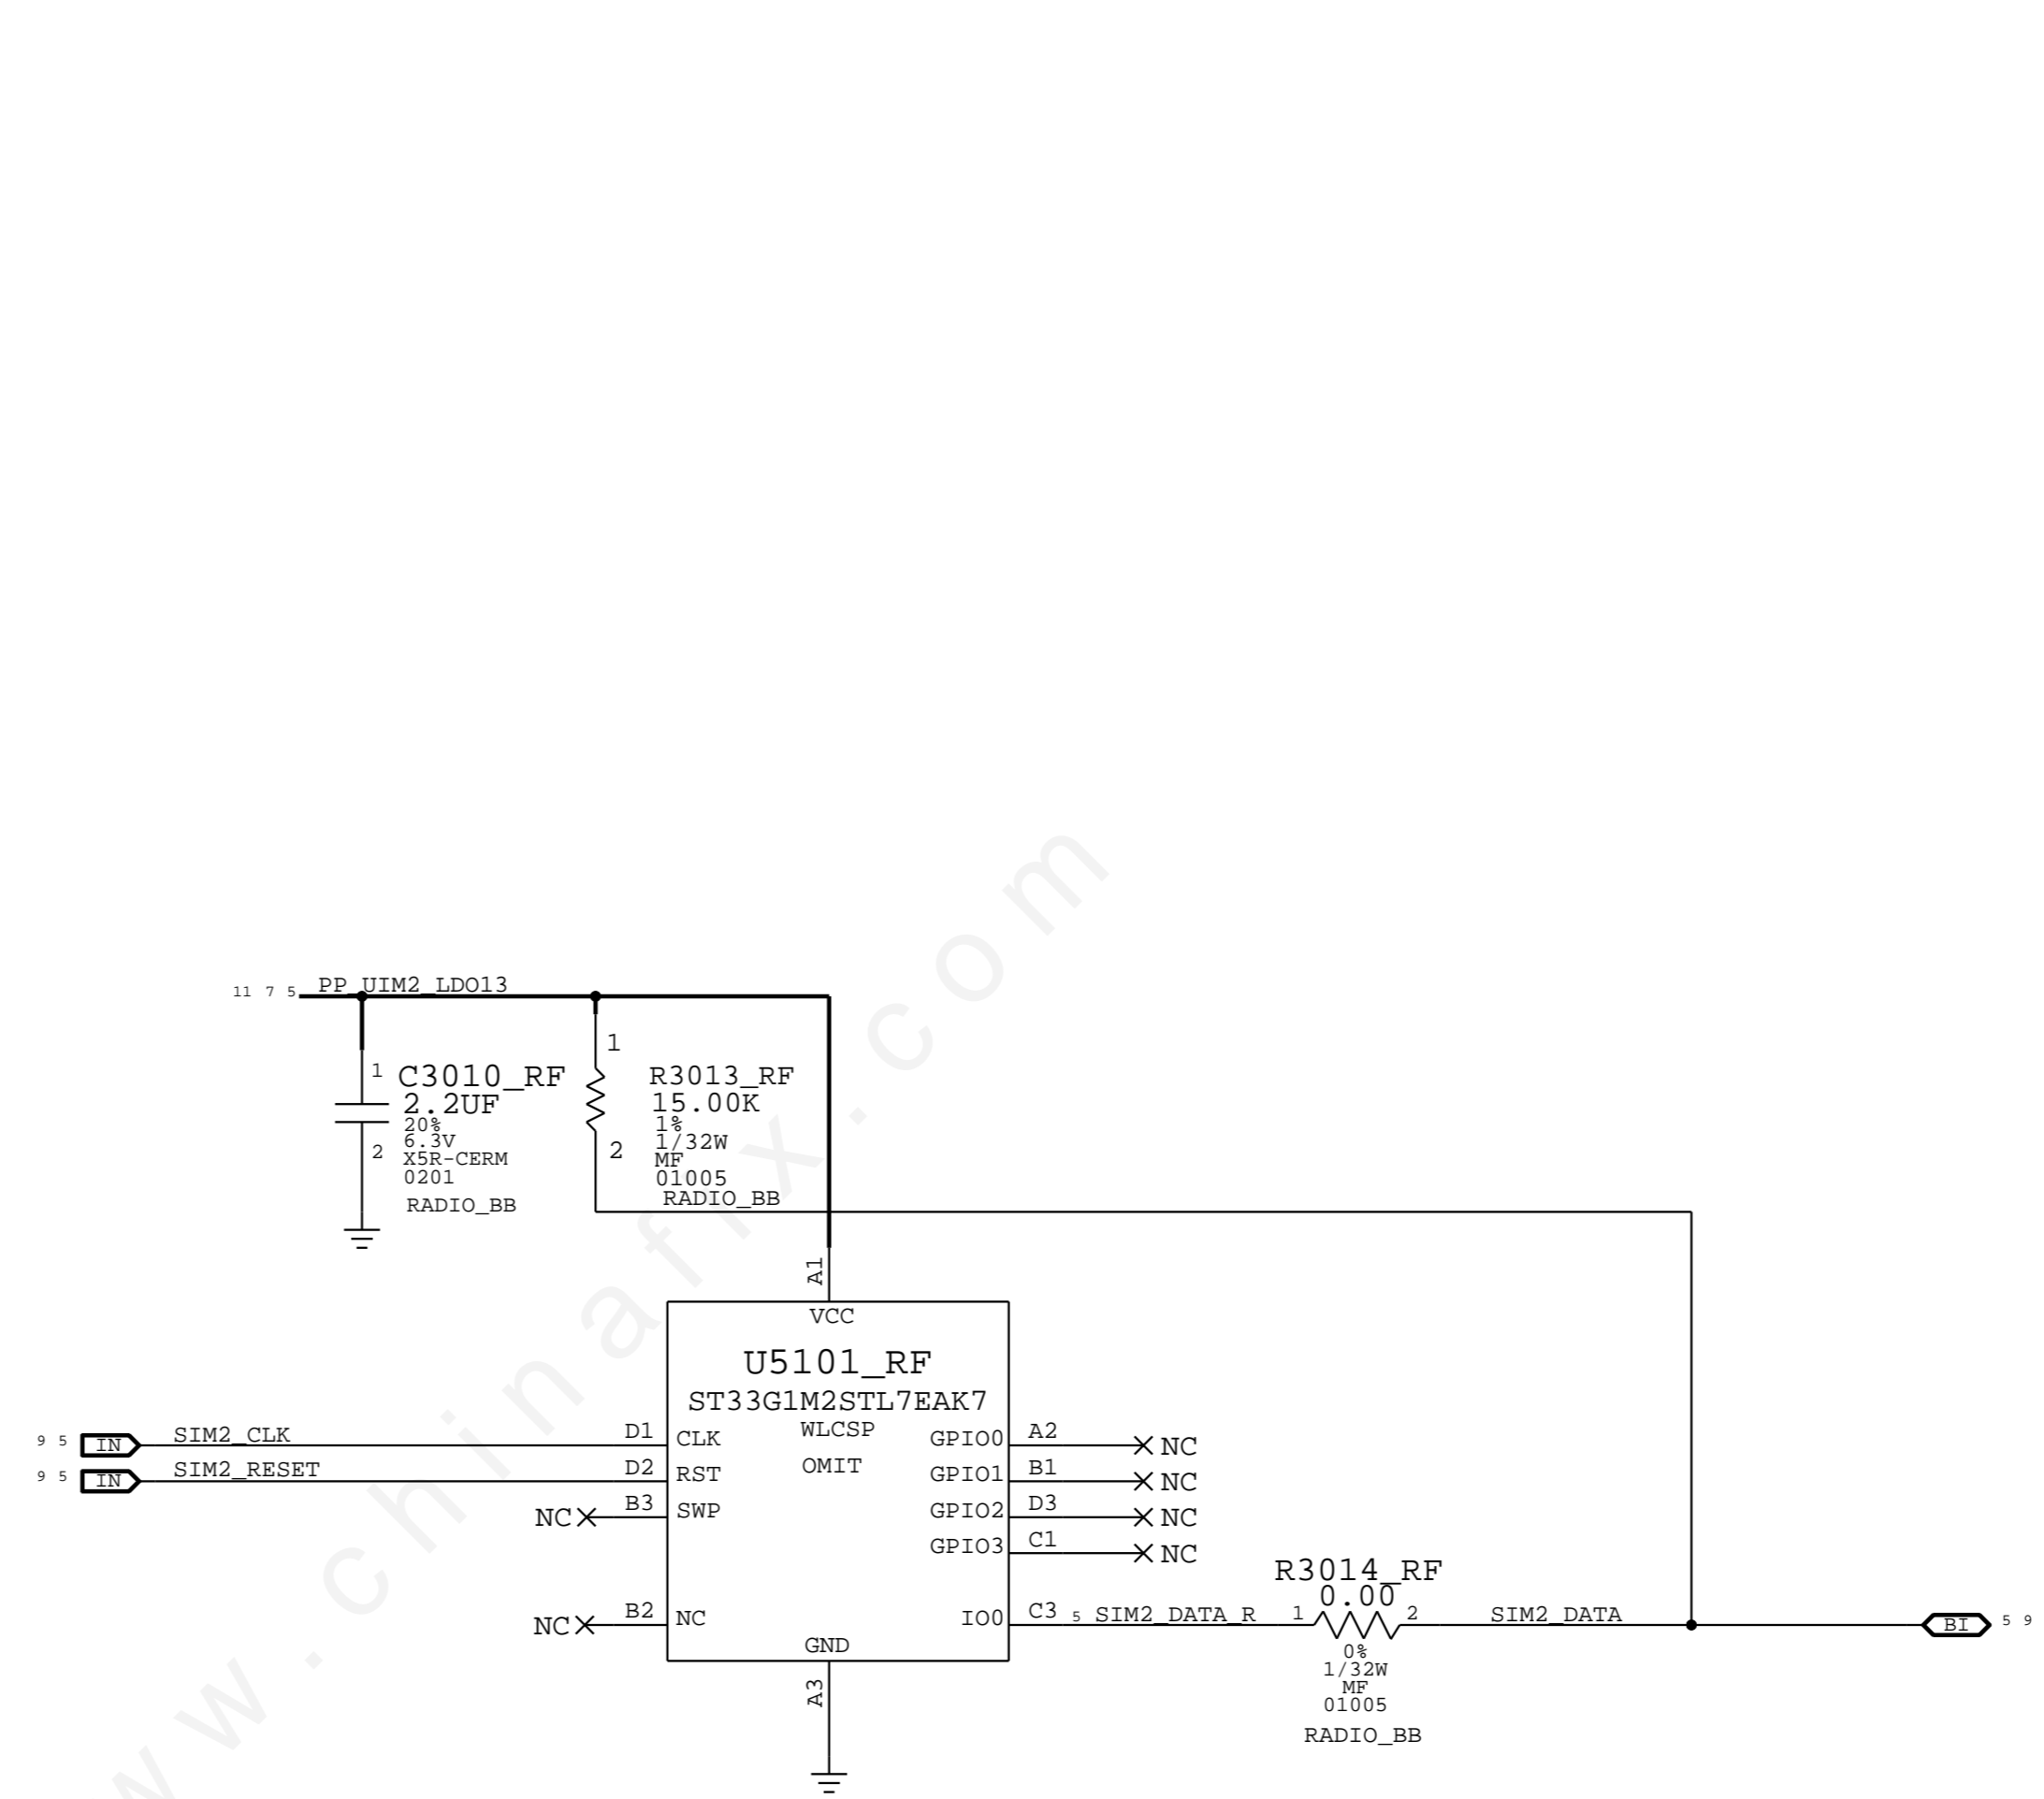 11 7 5 PP_UIM2_LDO13
1
1 C3010_RF
2.2UF
20%
6.3V
2 X5R-CERM
0201
RADIO_BB
R3013_RF
15.00K
1%
1/32W
2 MF
01005
RADIO_BB
A1
VCC
U5101_RF
ST33G1M2STL7EAK7
WLCSP
OMIT
9 5 IN SIM2_CLK D1 CLK
9 5 IN SIM2_RESET D2 RST
NC B3 SWP
NC B2 NC
GPIO0 A2 NC
GPIO1 B1 NC
GPIO2 D3 NC
GPIO3 C1 NC
IO0 C3 5 SIM2_DATA_R 1
R3014_RF
0.00
2 SIM2_DATA BI 5 9
0%
1/32W
MF
01005
RADIO_BB
GND
A3
w w . c h i n a f i x . c o m